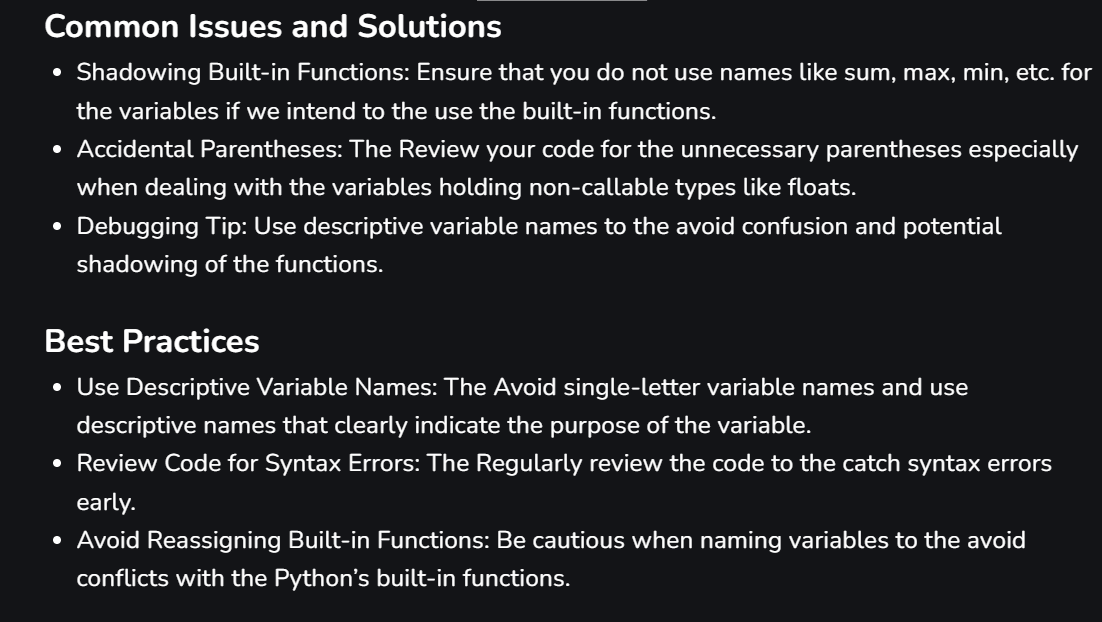 Common Issues and Solutions
• Shadowing Built-in Functions: Ensure that you do not use names like sum, max, min, etc. for
the variables if we intend to the use the built-in functions.
• Accidental Parentheses: The Review your code for the unnecessary parentheses especially
when dealing with the variables holding non-callable types like floats.
• Debugging Tip: Use descriptive variable names to the avoid confusion and potential
shadowing of the functions.
Best Practices
• Use Descriptive Variable Names: The Avoid single-letter variable names and use
descriptive names that clearly indicate the purpose of the variable.
• Review Code for Syntax Errors: The Regularly review the code to the catch syntax errors
early.
• Avoid Reassigning Built-in Functions: Be cautious when naming variables to the avoid
conflicts with the Python’s built-in functions.